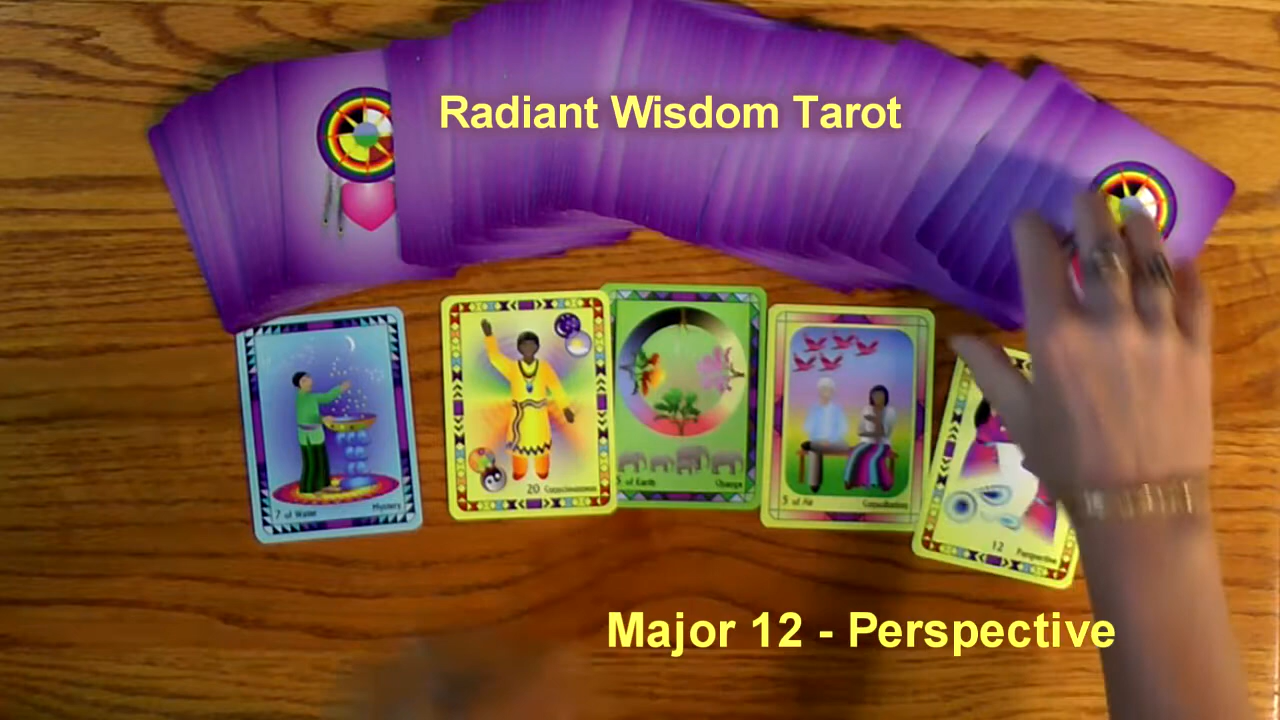 Radiant Wisdom Tarot
7 of Water Mystery
20 Consciousness
5 of Earth Change
5 of Air Consultation
12 Perspective
Major 12 - Perspective